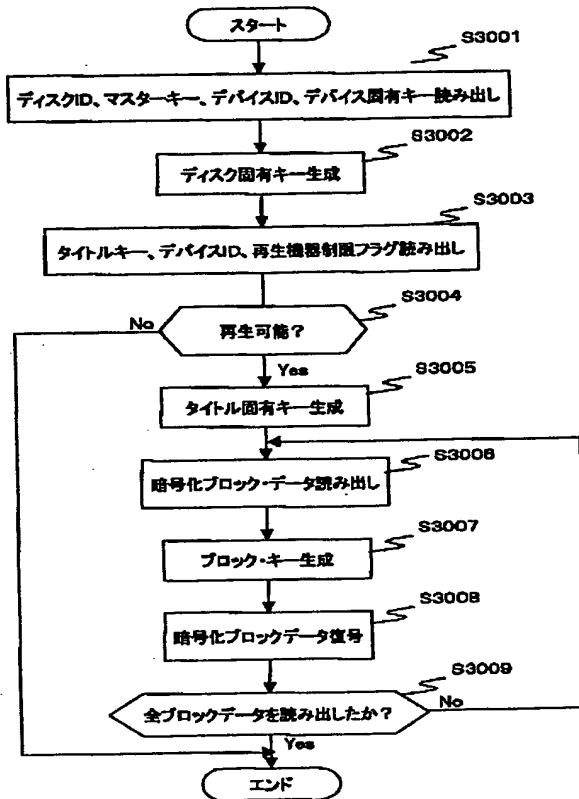 スタート
S3001
ディスクID、マスターキー、デバイスID、デバイス固有キー読み出し
S3002
ディスク固有キー生成
S3003
タイトルキー、デバイスID、再生機器制限フラグ読み出し
S3004
No
再生可能?
Yes
S3005
タイトル固有キー生成
S3006
暗号化ブロック・データ読み出し
S3007
ブロック・キー生成
S3008
暗号化ブロックデータ復号
S3009
全ブロックデータを読み出したか?
No
Yes
エンド